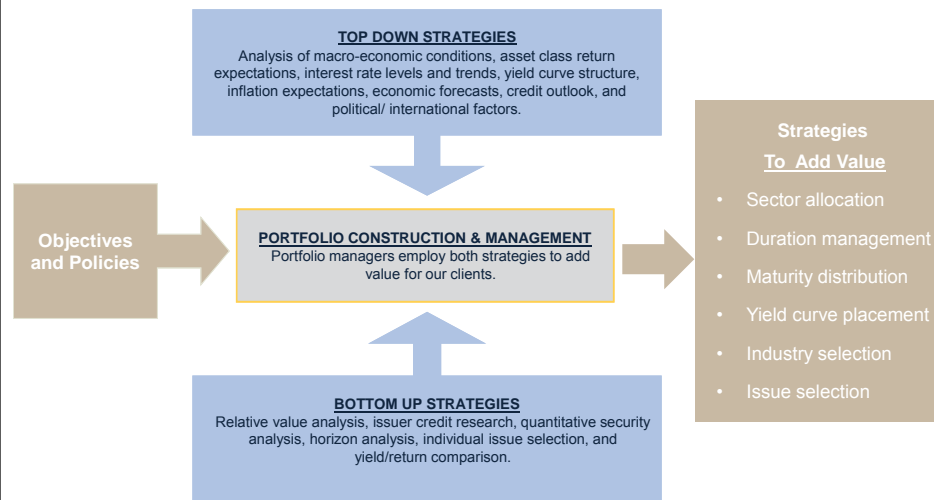 TOP DOWN STRATEGIES
Analysis of macro-economic conditions, asset class return
expectations, interest rate levels and trends, yield curve structure,
inflation expectations, economic forecasts, credit outlook, and
political/ international factors.
Objectives
and Policies
PORTFOLIO CONSTRUCTION & MANAGEMENT
Portfolio managers employ both strategies to add
value for our clients.
BOTTOM UP STRATEGIES
Relative value analysis, issuer credit research, quantitative security
analysis, horizon analysis, individual issue selection, and
yield/return comparison.
Strategies
To Add Value
• Sector allocation
• Duration management
• Maturity distribution
• Yield curve placement
• Industry selection
• Issue selection